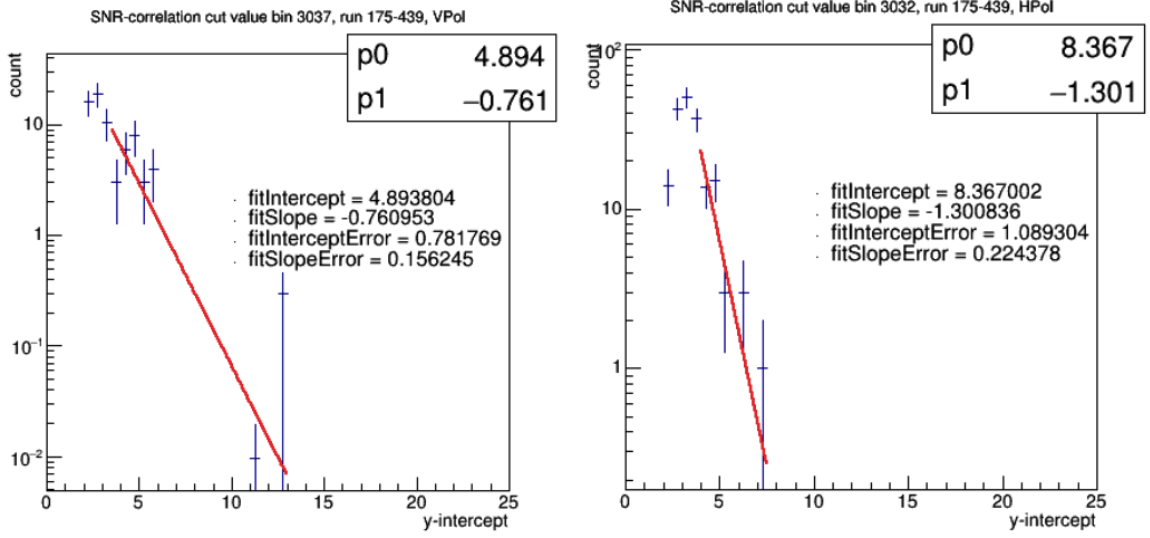 SNR-correlation cut value bin 3037, run 175-439, VPol
p0 4.894
p1 −0.761
count
10
1
10⁻¹
10⁻²
fitIntercept = 4.893804
fitSlope = -0.760953
fitInterceptError = 0.781769
fitSlopeError = 0.156245
0 5 10 15 20 25
y-intercept
SNR-correlation cut value bin 3032, run 175-439, HPol
p0 8.367
p1 −1.301
count
10²
10
1
fitIntercept = 8.367002
fitSlope = -1.300836
fitInterceptError = 1.089304
fitSlopeError = 0.224378
0 5 10 15 20 25
y-intercept